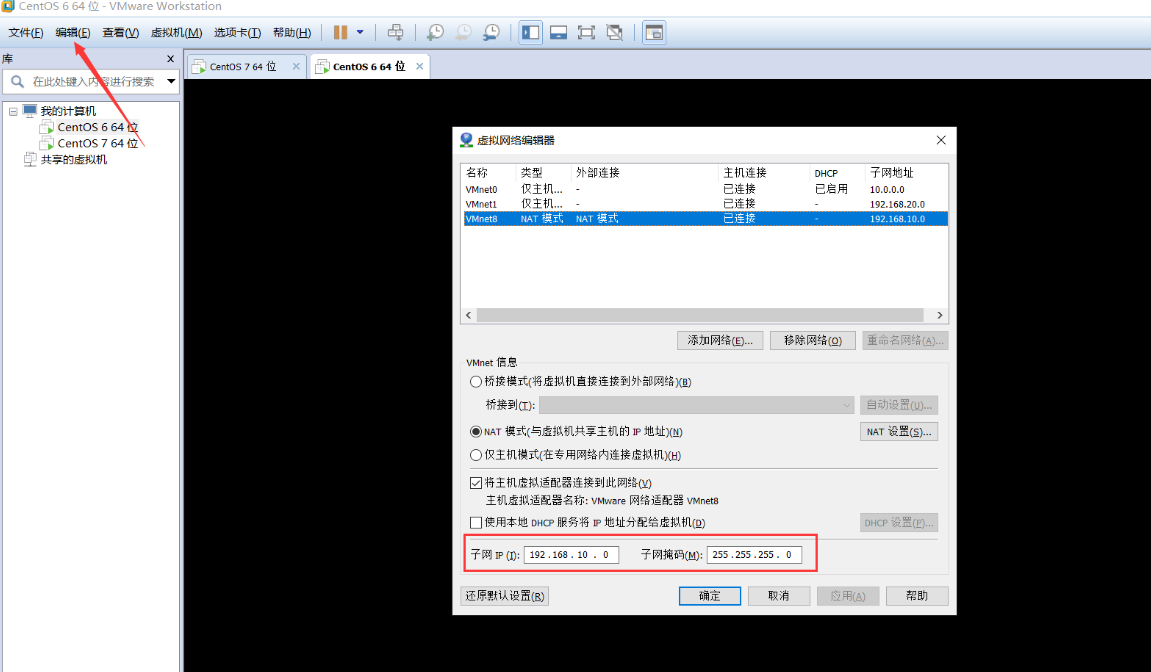 CentOS 6 64 位 - VMware Workstation
文件(F) 编辑(E) 查看(V) 虚拟机(M) 选项卡(T) 帮助(H)
库
CentOS 7 64 位
CentOS 6 64 位
在此处键入内容进行搜索
我的计算机
CentOS 6 64 位
CentOS 7 64 位
共享的虚拟机
虚拟网络编辑器
名称 类型 外部连接 主机连接 DHCP 子网地址
VMnet0 仅主机... - 已连接 已启用 10.0.0.0
VMnet1 仅主机... - 已连接 - 192.168.20.0
VMnet8 NAT 模式 NAT 模式 已连接 - 192.168.10.0
添加网络(E)... 移除网络(O) 重命名网络(A)...
VMnet 信息
桥接模式(将虚拟机直接连接到外部网络)(B)
桥接到(T): 自动设置(U)...
NAT 模式(与虚拟机共享主机的 IP 地址)(N) NAT 设置(S)...
仅主机模式(在专用网络内连接虚拟机)(H)
将主机虚拟适配器连接到此网络(V)
主机虚拟适配器名称: VMware 网络适配器 VMnet8
使用本地 DHCP 服务将 IP 地址分配给虚拟机(D) DHCP 设置(P)...
子网 IP (I): 192.168.10 . 0 子网掩码(M): 255.255.255. 0
还原默认设置(R) 确定 取消 应用(A) 帮助